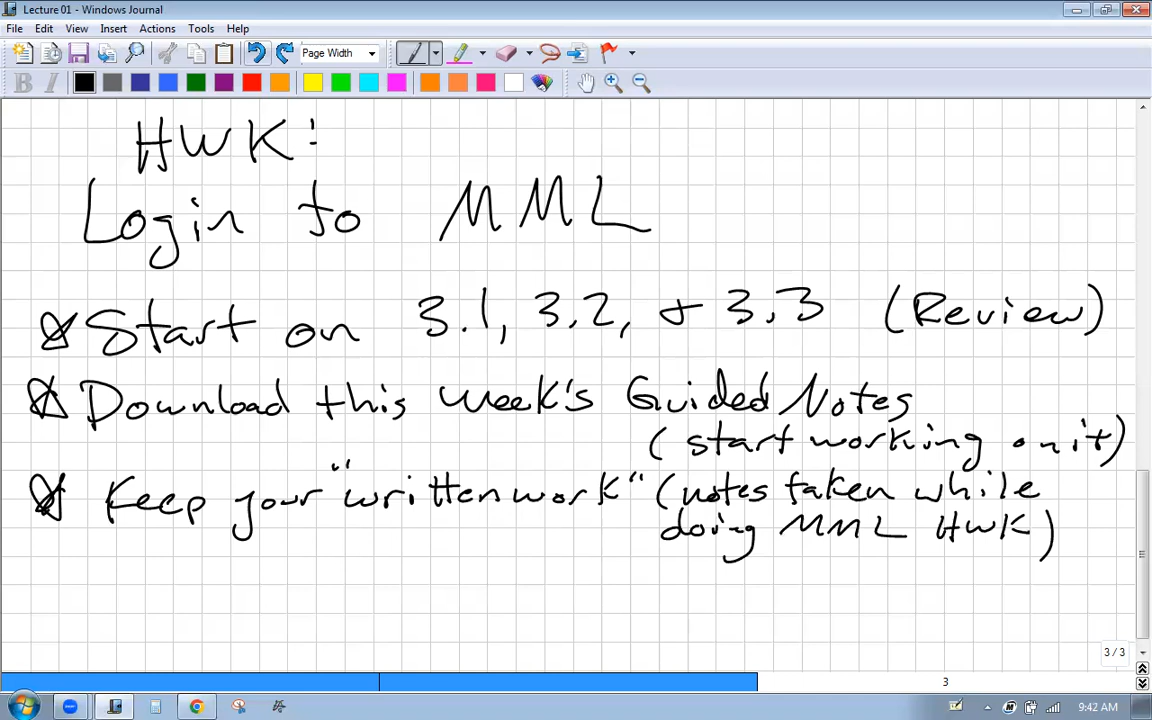 Lecture 01 - Windows Journal
File Edit View Insert Actions Tools Help
Page Width
B I
HWK:
Login to MML
Start on 3.1, 3.2, & 3.3 (Review)
Download this week's Guided Notes
(start working on it)
Keep your "written work" (notes taken while
doing MML HWK)
3 / 3
3
9:42 AM